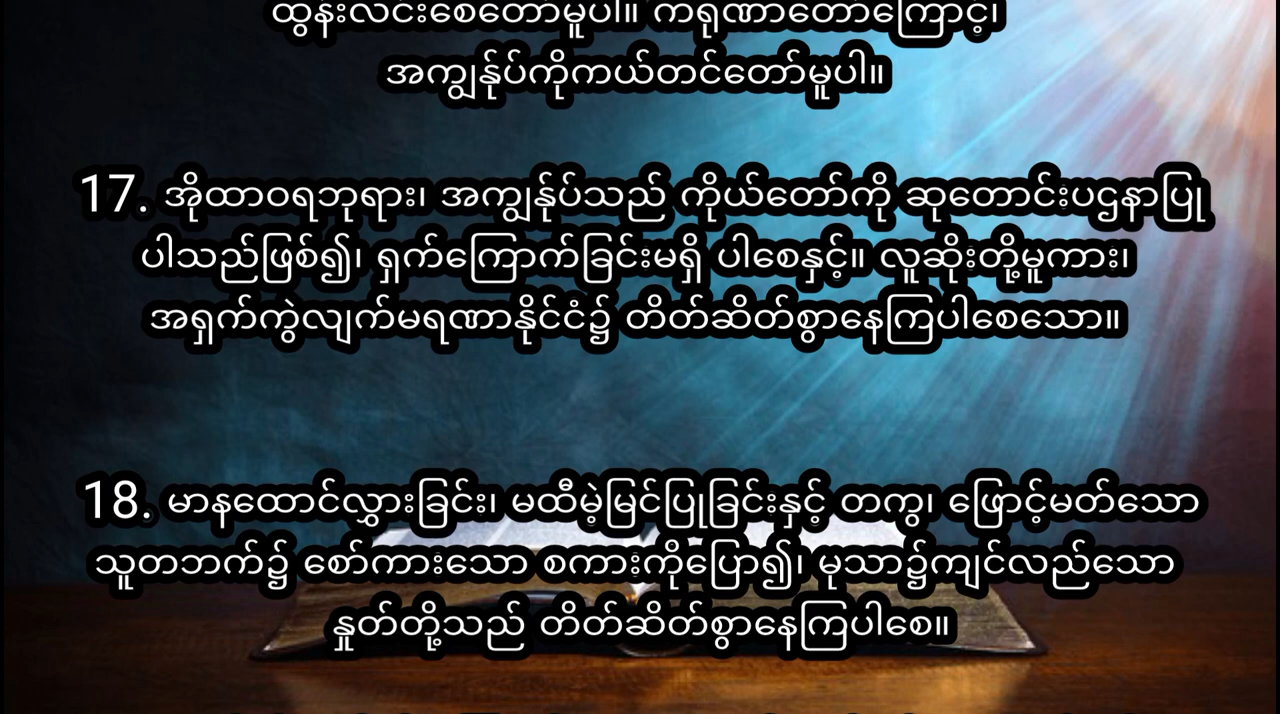 ထွန်းလင်းစေတော်မူပါ။ ကရုဏာတော်ကြောင့်၊
အကျွန်ုပ်ကိုကယ်တင်တော်မူပါ။
17. အိုထာဝရဘုရား၊ အကျွန်ုပ်သည် ကိုယ်တော်ကို ဆုတောင်းပဌနာပြု
ပါသည်ဖြစ်၍၊ ရှက်ကြောက်ခြင်းမရှိ ပါစေနှင့်။ လူဆိုးတို့မူကား၊
အရှက်ကွဲလျက်မရဏာနိုင်ငံ၌ တိတ်ဆိတ်စွာနေကြပါစေသော။
18. မာနထောင်လွှားခြင်း၊ မထီမဲ့မြင်ပြုခြင်းနှင့် တကွ၊ ဖြောင့်မတ်သော
သူတဘက်၌ စော်ကားသော စကားကိုပြော၍၊ မုသာ၌ကျင်လည်သော
နှုတ်တို့သည် တိတ်ဆိတ်စွာနေကြပါစေ။